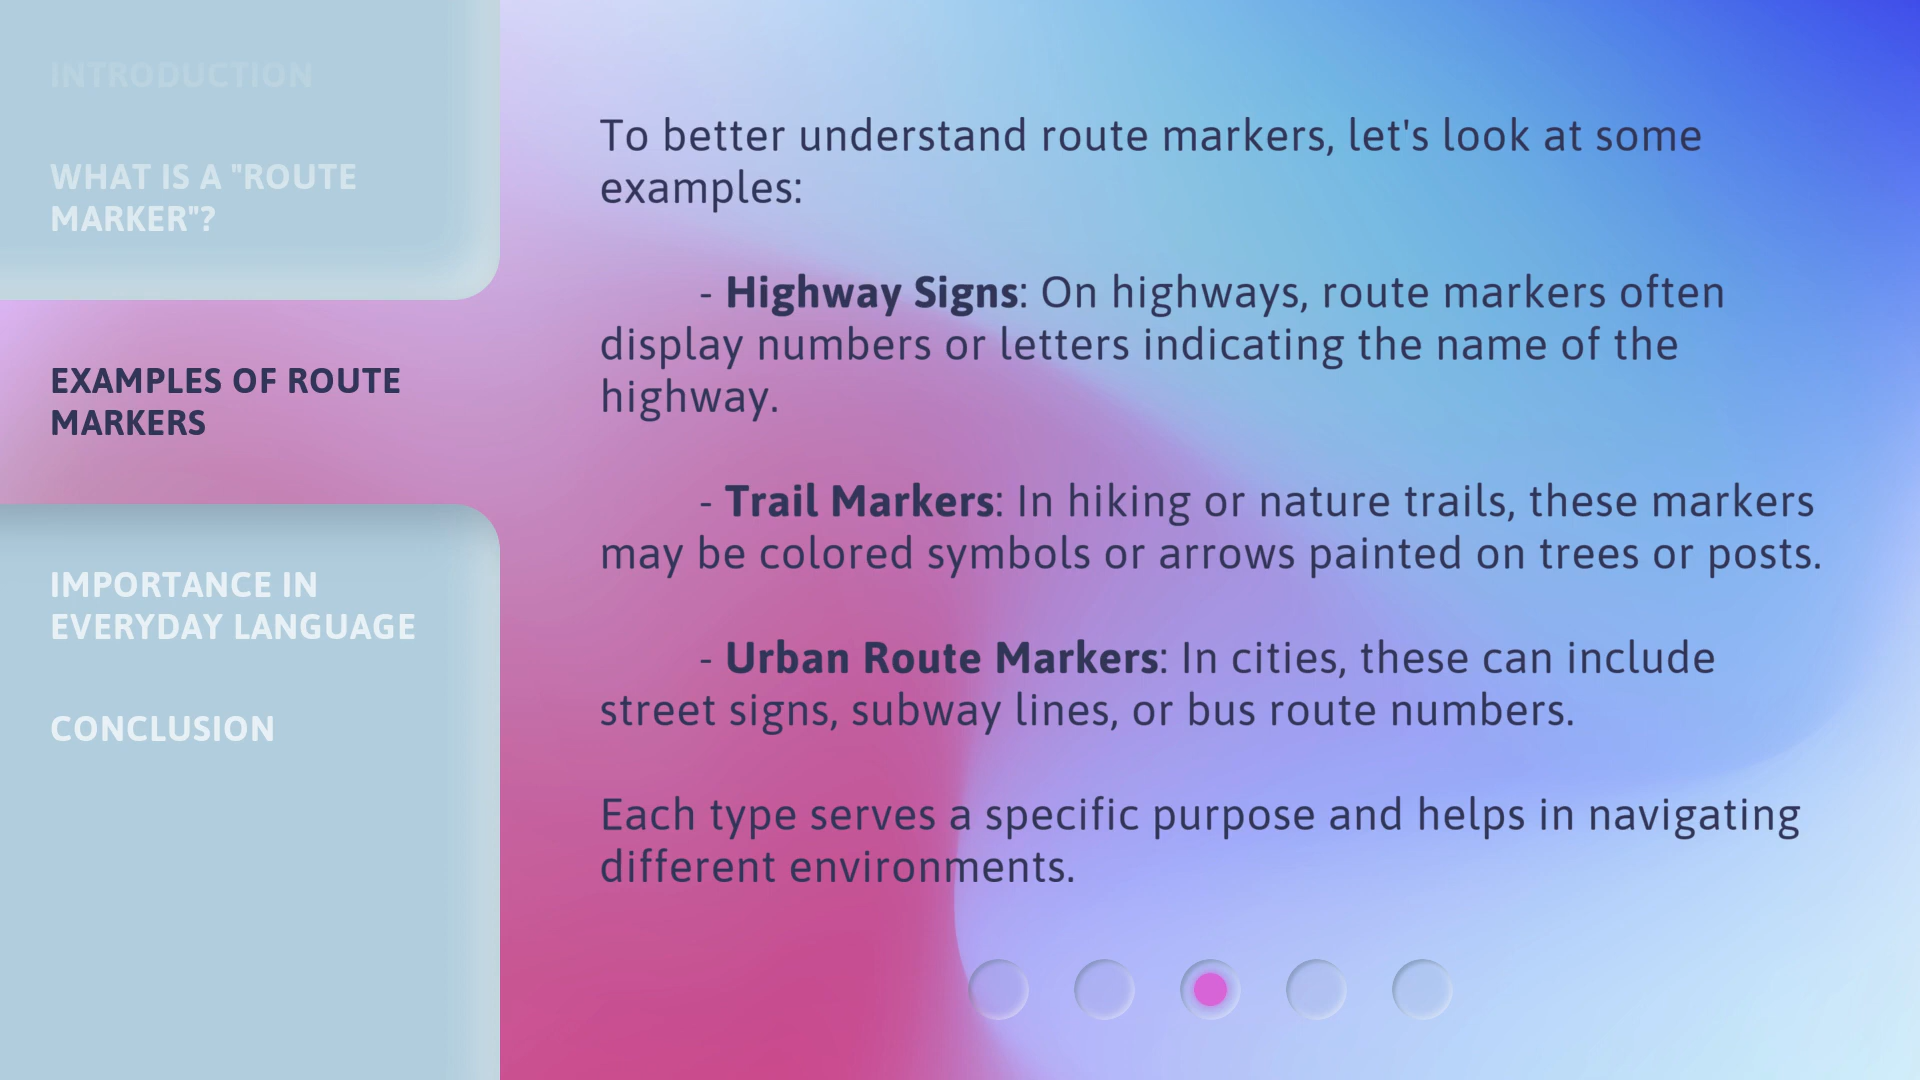 INTRODUCTION
WHAT IS A "ROUTE
MARKER"?
EXAMPLES OF ROUTE
MARKERS
IMPORTANCE IN
EVERYDAY LANGUAGE
CONCLUSION
To better understand route markers, let's look at some
examples:
- Highway Signs: On highways, route markers often
display numbers or letters indicating the name of the
highway.
- Trail Markers: In hiking or nature trails, these markers
may be colored symbols or arrows painted on trees or posts.
- Urban Route Markers: In cities, these can include
street signs, subway lines, or bus route numbers.
Each type serves a specific purpose and helps in navigating
different environments.